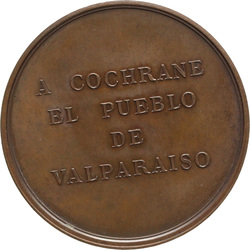 A COCHRANE
EL PUEBLO
DE
VALPARAISO